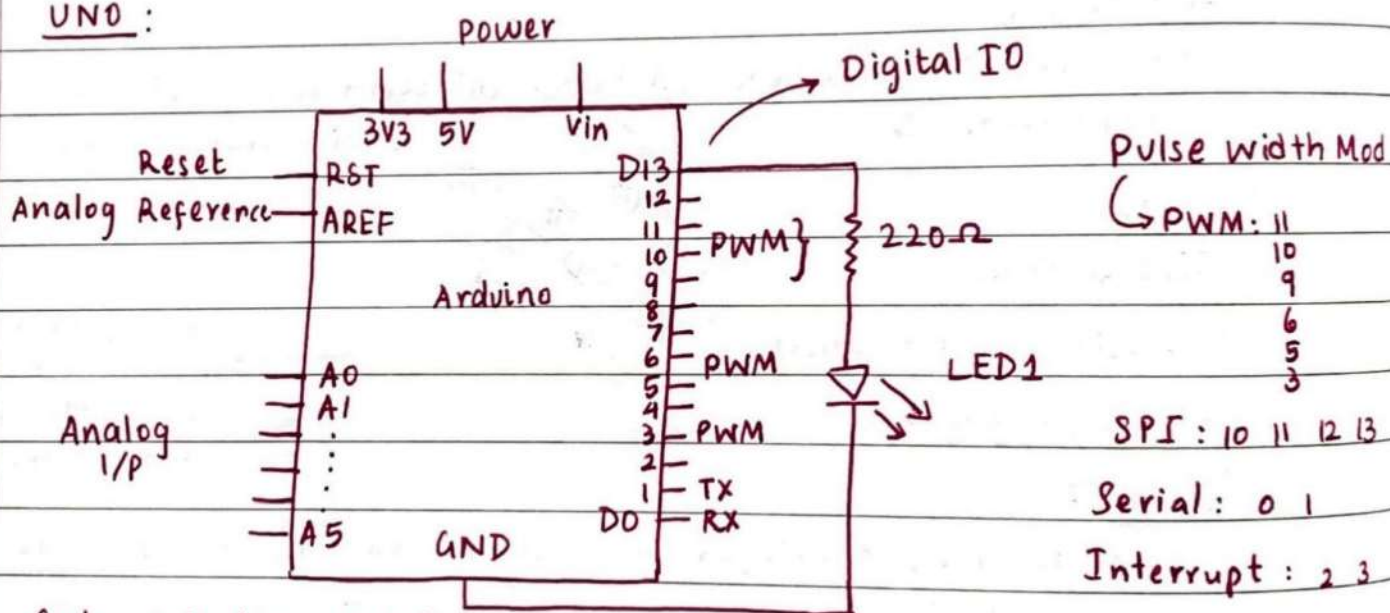 UNO :
Power
Digital IO
3V3 5V Vin
Reset
RST
D13
Pulse width Mod
Analog Reference
AREF
12
11
10
PWM}
220Ω
PWM: 11
10
9
6
5
3
Arduino
9
8
7
6
PWM
5
4
3
PWM
2
1
TX
D0
RX
LED1
A0
A1
Analog
I/P
A5
GND
SPI : 10 11 12 13
Serial : 0 1
Interrupt : 2 3